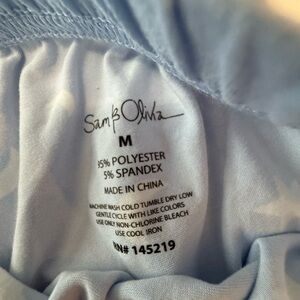 Sam & Olivia
M
95% POLYESTER
5% SPANDEX
MADE IN CHINA
MACHINE WASH COLD TUMBLE DRY LOW
GENTLE CYCLE WITH LIKE COLORS
USE ONLY NON-CHLORINE BLEACH
USE COOL IRON
RN# 145219